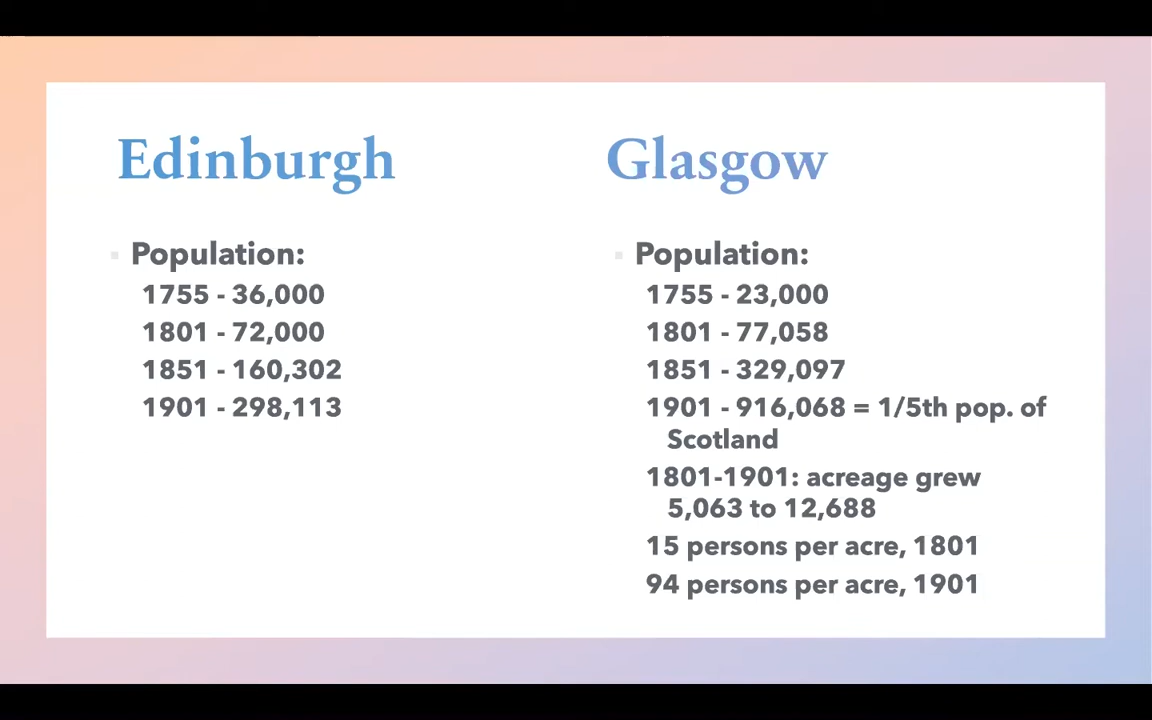 Edinburgh
Population:
1755 - 36,000
1801 - 72,000
1851 - 160,302
1901 - 298,113
Glasgow
Population:
1755 - 23,000
1801 - 77,058
1851 - 329,097
1901 - 916,068 = 1/5th pop. of
Scotland
1801-1901: acreage grew
5,063 to 12,688
15 persons per acre, 1801
94 persons per acre, 1901